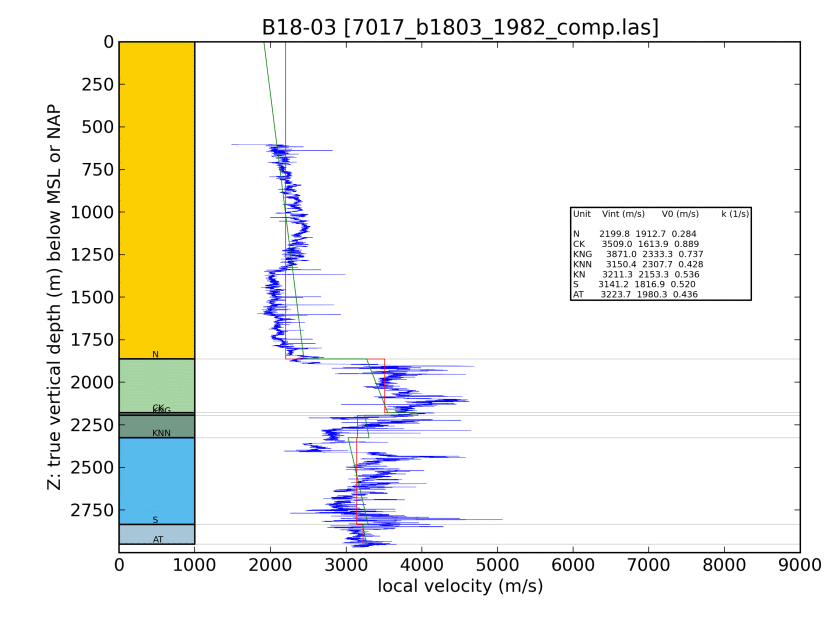 B18-03 [7017_b1803_1982_comp.las]
Z: true vertical depth (m) below MSL or NAP
0
250
500
750
1000
1250
1500
1750
2000
2250
2500
2750
N
CK
KNG
KNN
S
AT
Unit Vint (m/s) V0 (m/s) k (1/s)
N 2199.8 1912.7 0.284
CK 3509.0 1613.9 0.889
KNG 3871.0 2333.3 0.737
KNN 3150.4 2307.7 0.428
KN 3211.3 2153.3 0.536
S 3141.2 1816.9 0.520
AT 3223.7 1980.3 0.436
0 1000 2000 3000 4000 5000 6000 7000 8000 9000
local velocity (m/s)